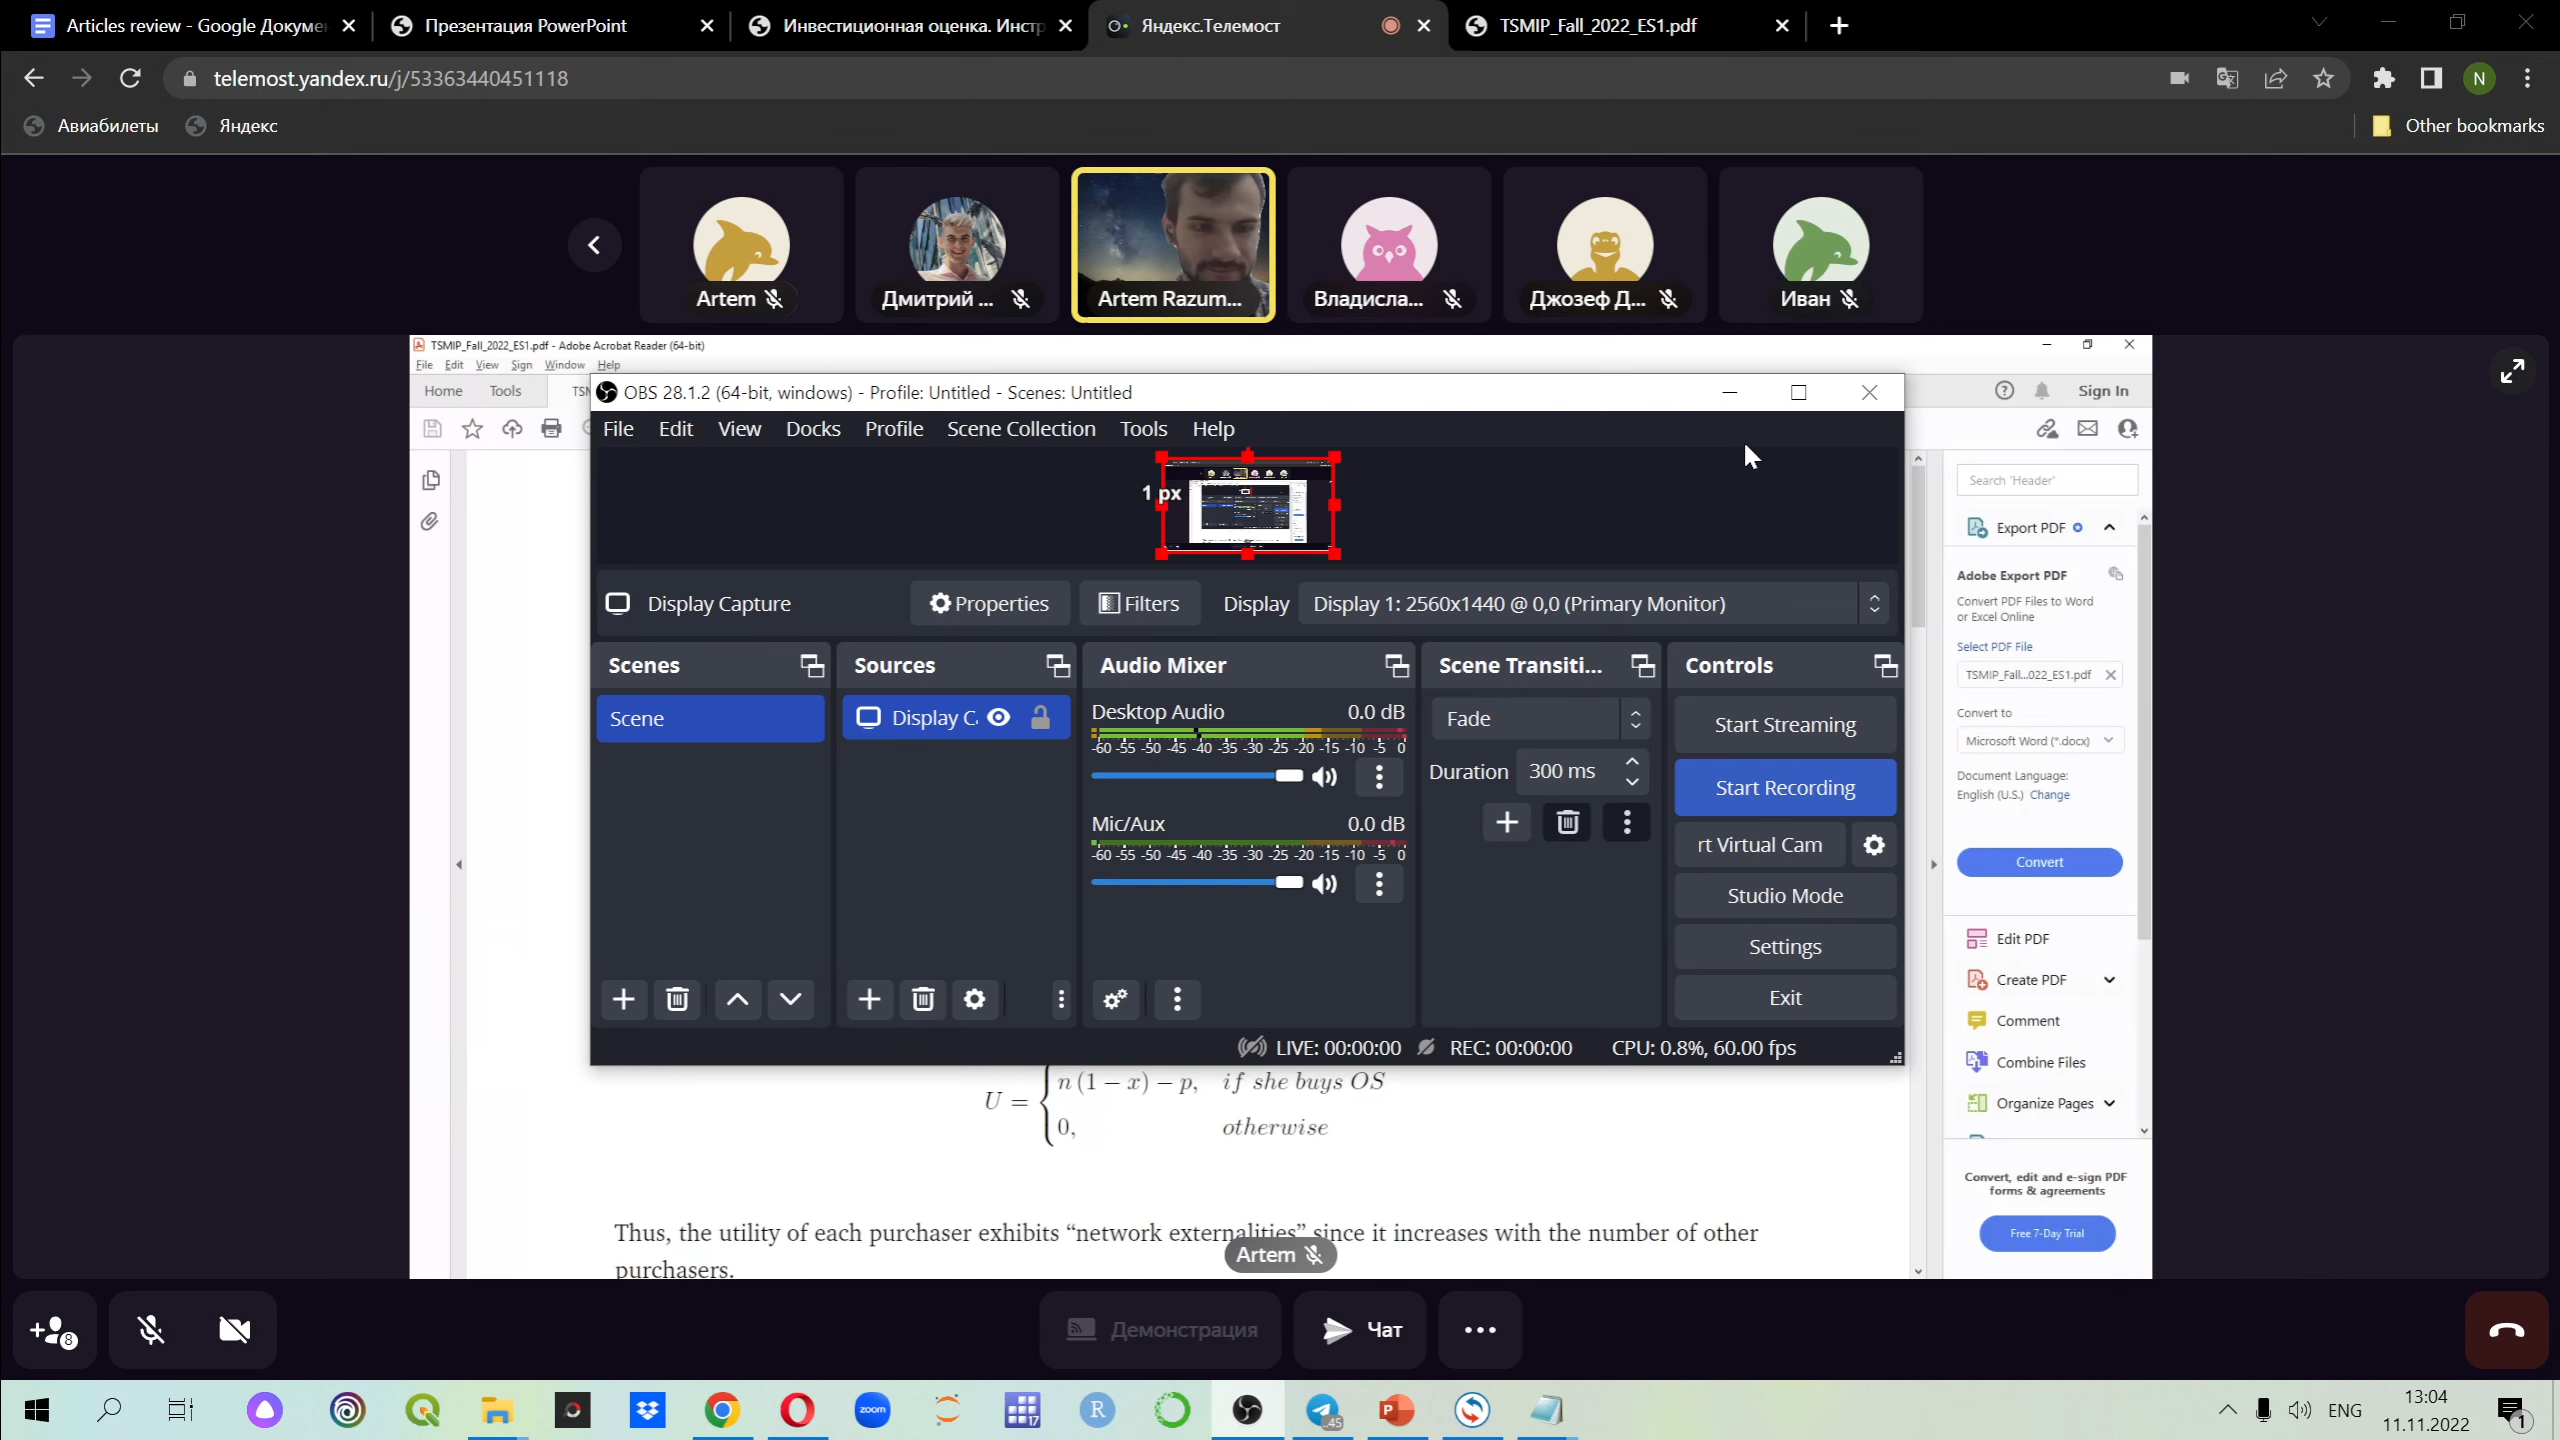 Articles review - Google Докумен
Презентация PowerPoint
Инвестиционная оценка. Инстр
Яндекс.Телемост
TSMIP_Fall_2022_ES1.pdf
telemost.yandex.ru/j/53363440451118
N
Авиабилеты
Яндекс
Other bookmarks
Artem
Дмитрий ...
Artem Razum...
Владисла...
Джозеф Д...
Иван
TSMIP_Fall_2022_ES1.pdf - Adobe Acrobat Reader (64-bit)
File Edit View Sign Window Help
Home Tools TSM
Sign In
OBS 28.1.2 (64-bit, windows) - Profile: Untitled - Scenes: Untitled
File Edit View Docks Profile Scene Collection Tools Help
1 px
Display Capture
Properties
Filters
Display
Display 1: 2560x1440 @ 0,0 (Primary Monitor)
Scenes
Sources
Audio Mixer
Scene Transiti...
Controls
Scene
Display C
Desktop Audio 0.0 dB
-60 -55 -50 -45 -40 -35 -30 -25 -20 -15 -10 -5 0
Mic/Aux 0.0 dB
-60 -55 -50 -45 -40 -35 -30 -25 -20 -15 -10 -5 0
Fade
Duration 300 ms
Start Streaming
Start Recording
rt Virtual Cam
Studio Mode
Settings
Exit
LIVE: 00:00:00
REC: 00:00:00
CPU: 0.8%, 60.00 fps
Search 'Header'
Export PDF
Adobe Export PDF
Convert PDF Files to Word
or Excel Online
Select PDF File
TSMIP_Fall...022_ES1.pdf
Convert to
Microsoft Word (*.docx)
Document Language:
English (U.S.) Change
Convert
Edit PDF
Create PDF
Comment
Combine Files
Organize Pages
Convert, edit and e-sign PDF
forms & agreements
Free 7-Day Trial
U = { n (1 − x) − p, if she buys OS
0, otherwise
Thus, the utility of each purchaser exhibits “network externalities” since it increases with the number of other
purchasers.
Artem
8
Демонстрация
Чат
zoom
17
R
45
P
ENG
13:04
11.11.2022
1